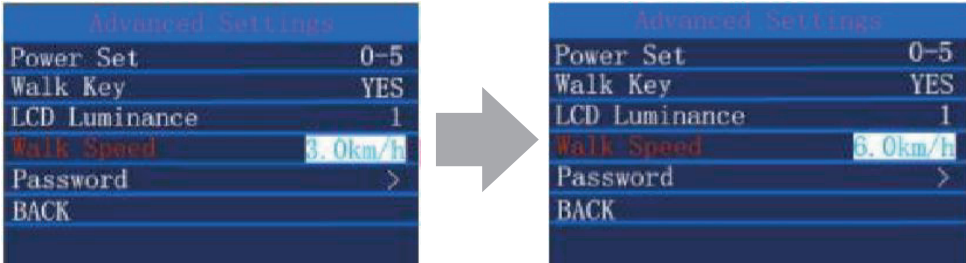 Advanced Settings
Power Set 0-5
Walk Key YES
LCD Luminance 1
Walk Speed 3.0km/h
Password >
BACK
Advanced Settings
Power Set 0-5
Walk Key YES
LCD Luminance 1
Walk Speed 6.0km/h
Password >
BACK